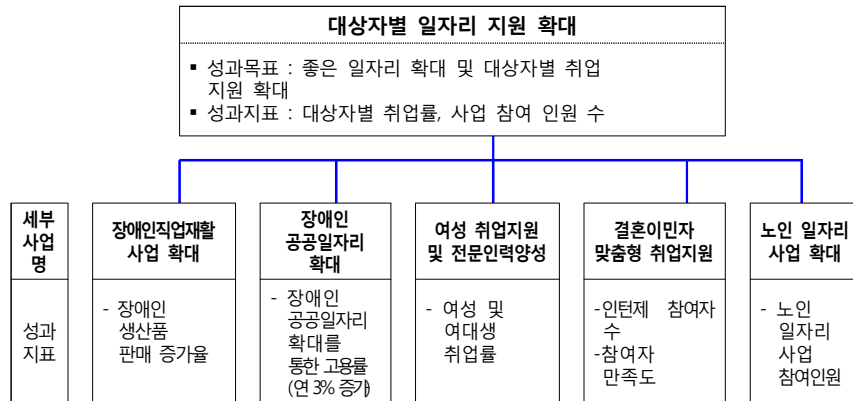 대상자별 일자리 지원 확대
▪ 성과목표 : 좋은 일자리 확대 및 대상자별 취업
지원 확대
▪ 성과지표 : 대상자별 취업률, 사업 참여 인원 수
세부
사업
명
장애인직업재활
사업 확대
장애인
공공일자리
확대
여성 취업지원
및 전문인력양성
결혼이민자
맞춤형 취업지원
노인 일자리
사업 확대
성과
지표
- 장애인
생산품
판매 증가율
- 장애인
공공일자리
확대를
통한 고용률
(연 3% 증가)
- 여성 및
여대생
취업률
-인턴제 참여자
수
-참여자
만족도
- 노인
일자리
사업
참여인원